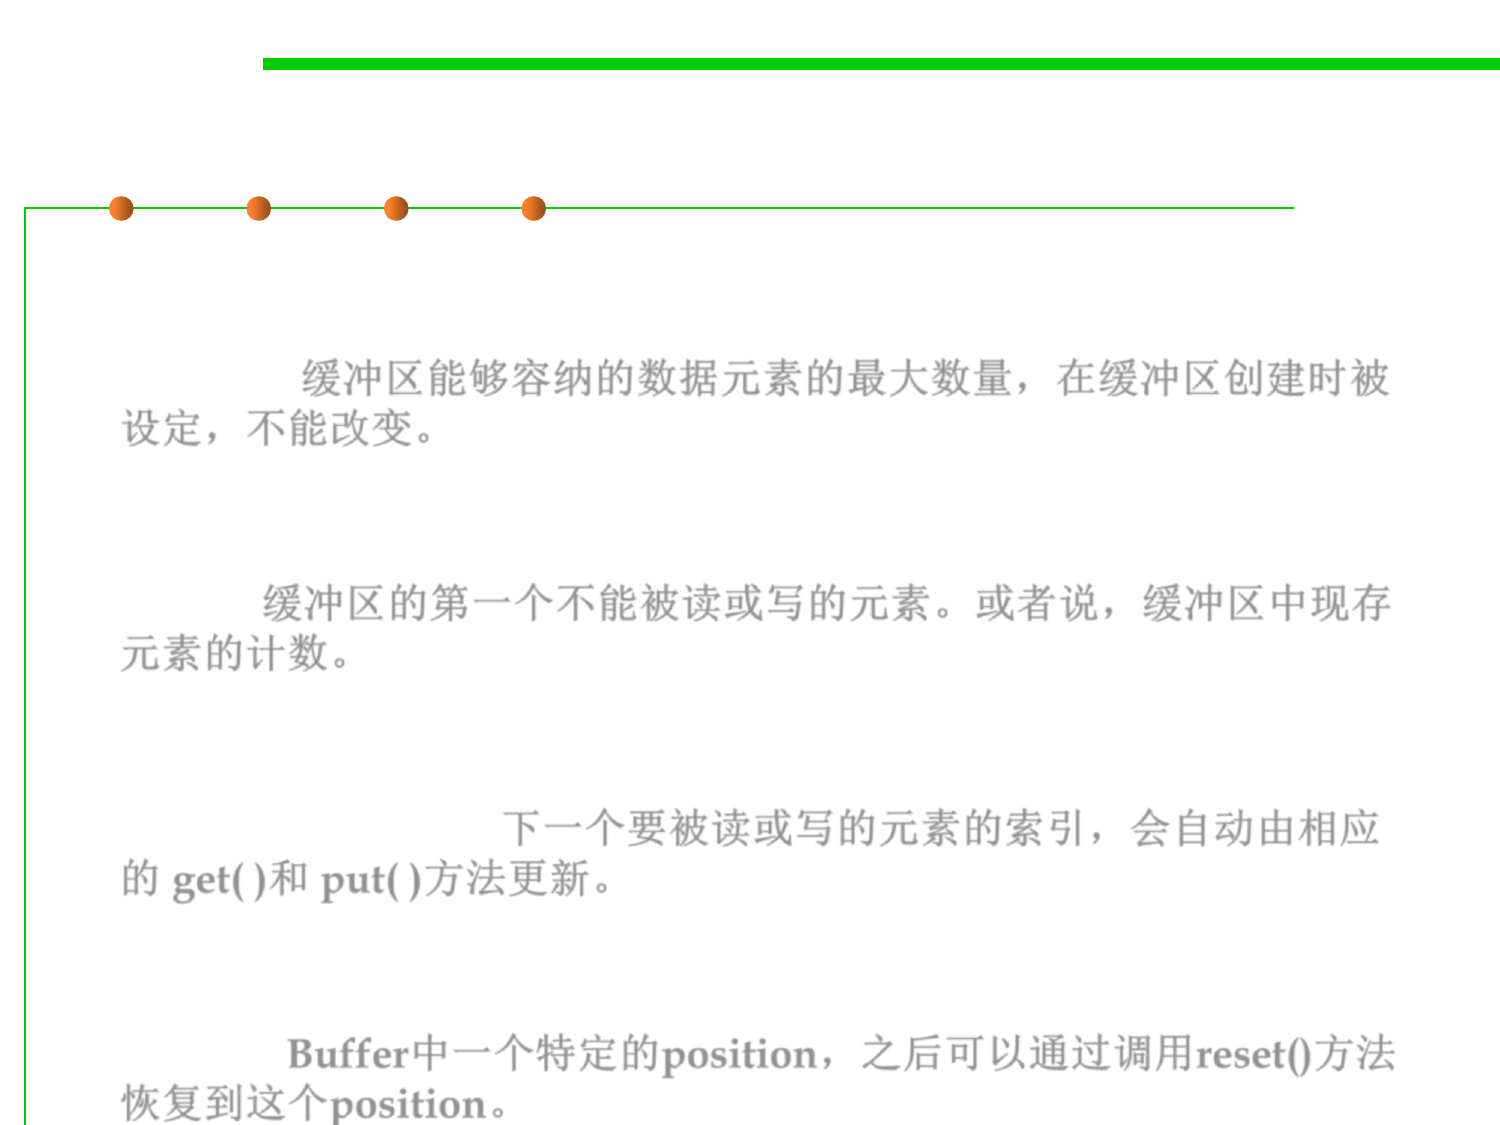 缓冲区能够容纳的数据元素的最大数量，在缓冲区创建时被
设定，不能改变。
缓冲区的第一个不能被读或写的元素。或者说，缓冲区中现存
元素的计数。
下一个要被读或写的元素的索引，会自动由相应
的 get( )和 put( )方法更新。
Buffer中一个特定的position，之后可以通过调用reset()方法
恢复到这个position。